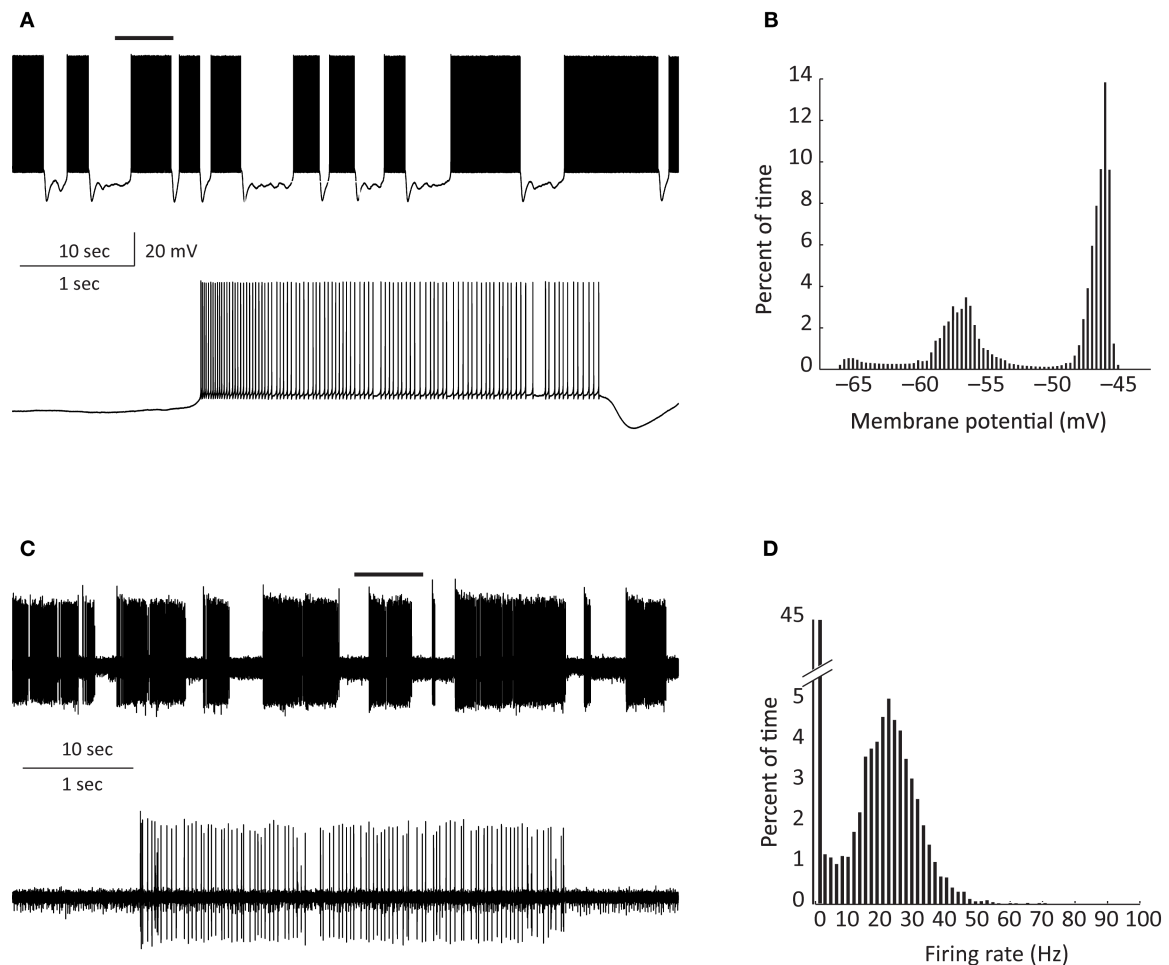 A
10 sec
20 mV
1 sec
B
Percent of time
14
12
10
8
6
4
2
0
−65
−60
−55
−50
−45
Membrane potential (mV)
C
10 sec
1 sec
D
Percent of time
45
5
4
3
2
1
0
0 10 20 30 40 50 60 70 80 90 100
Firing rate (Hz)